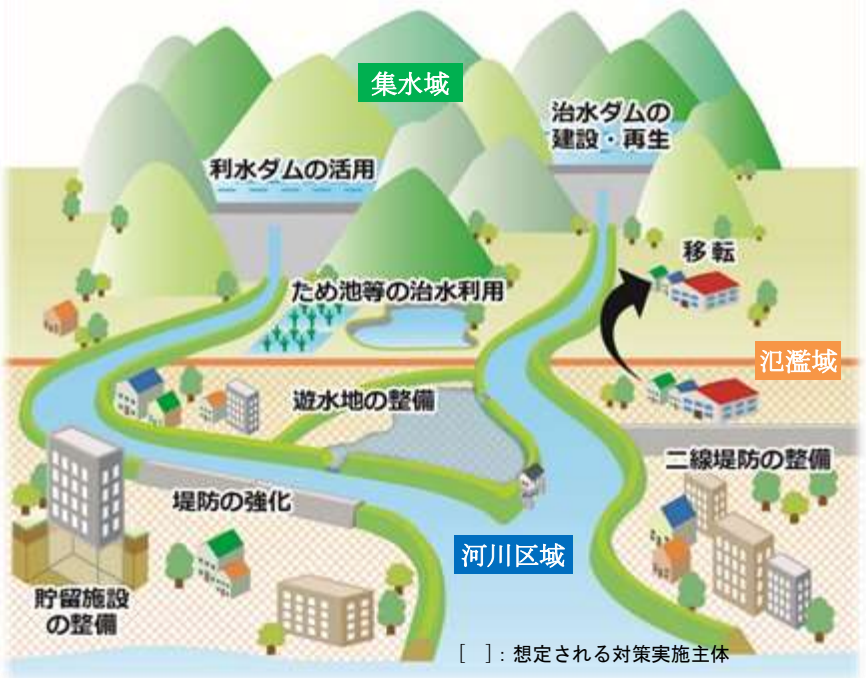 集水域
治水ダムの
建設・再生
利水ダムの活用
移転
ため池等の治水利用
氾濫域
遊水地の整備
二線堤防の整備
堤防の強化
河川区域
貯留施設
の整備
[　]：想定される対策実施主体